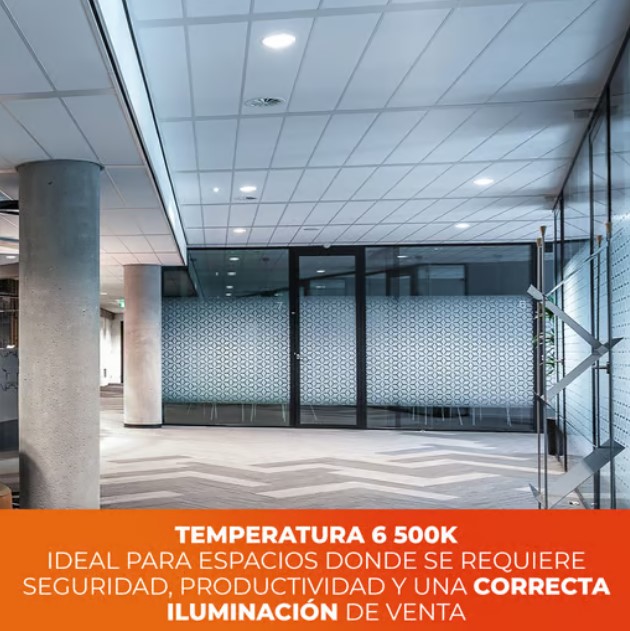 TEMPERATURA 6 500K
IDEAL PARA ESPACIOS DONDE SE REQUIERE
SEGURIDAD, PRODUCTIVIDAD Y UNA CORRECTA
ILUMINACIÓN DE VENTA